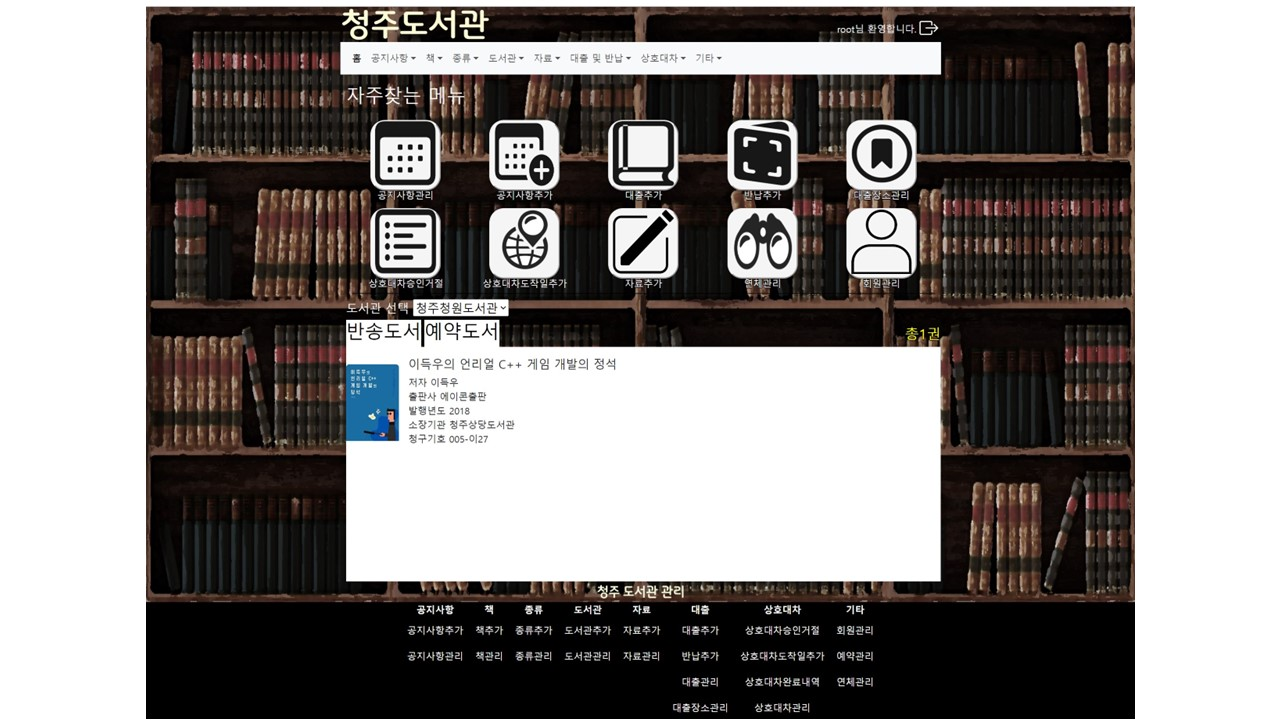 청주도서관
root님 환영합니다.
홈 공지사항 책 종류 도서관 자료 대출 및 반납 상호대차 기타
자주찾는 메뉴
공지사항관리 공지사항추가 대출추가 반납추가 대출장소관리
상호대차승인거절 상호대차도착일추가 자료추가 연체관리 회원관리
도서관 선택 청주청원도서관
반송도서 예약도서 총1권
이득우의 언리얼 C++ 게임 개발의 정석
이득우의
언리얼 C++
게임 개발의
정석
저자 이득우
출판사 에이콘출판
발행년도 2018
소장기관 청주상당도서관
청구기호 005-이27
청주 도서관 관리
공지사항 책 종류 도서관 자료 대출 상호대차 기타
공지사항추가 책추가 종류추가 도서관추가 자료추가 대출추가 상호대차승인거절 회원관리
공지사항관리 책관리 종류관리 도서관관리 자료관리 반납추가 상호대차도착일추가 예약관리
대출관리 상호대차완료내역 연체관리
대출장소관리 상호대차관리